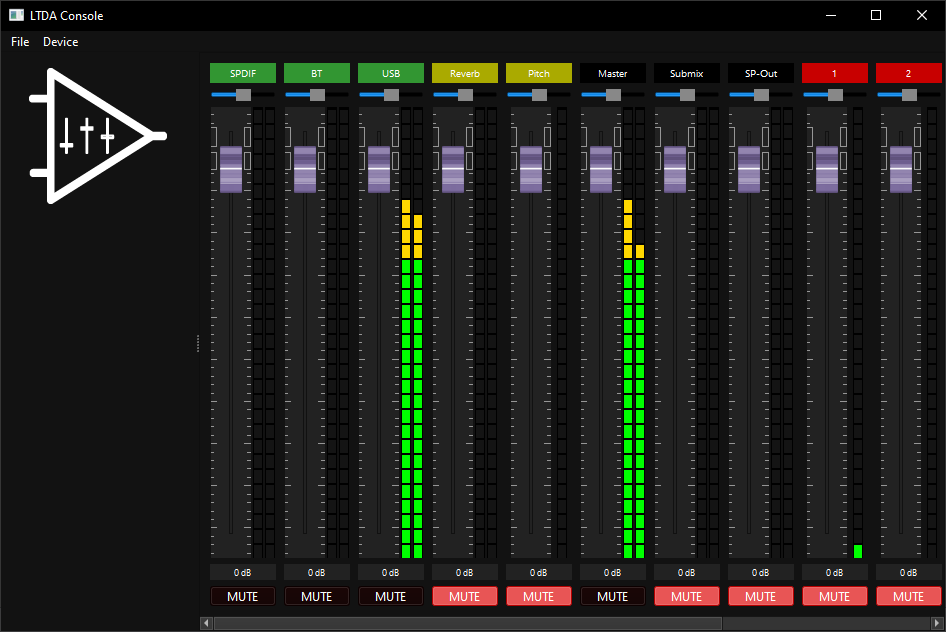 LTDA Console
File Device
SPDIF BT USB Reverb Pitch Master Submix SP-Out 1 2
0 dB 0 dB 0 dB 0 dB 0 dB 0 dB 0 dB 0 dB 0 dB 0 dB
MUTE MUTE MUTE MUTE MUTE MUTE MUTE MUTE MUTE MUTE